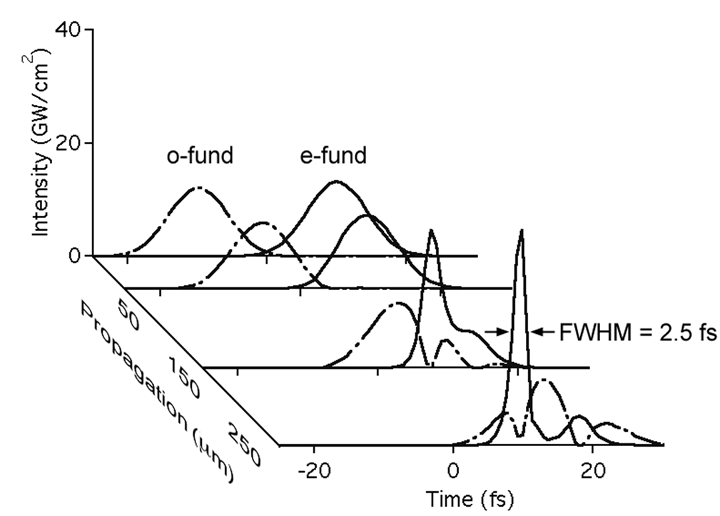 40
20
0
Intensity (GW/cm2)
o-fund
e-fund
FWHM = 2.5 fs
50
150
250
Propagation (μm)
-20
0
20
Time (fs)